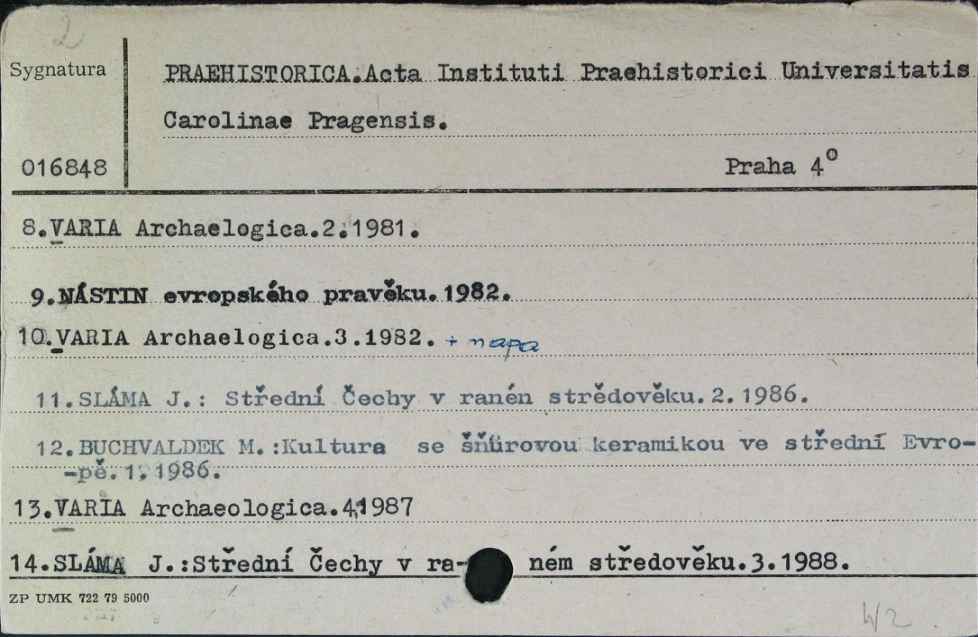 2
Sygnatura
PRAEHISTORICA.Acta Instituti Praehistorici Universitatis
Carolinae Pragensis.
016848
Praha 4°
8.VARIA Archaelogica.2.1981.
9.NÁSTIN evropského pravěku.1982.
10.VARIA Archaelogica.3.1982. + mapa
11.SLÁMA J.: Střední Čechy v raném střědověku.2.1986.
12.BUCHVALDEK M.:Kultura se šňůrovou keramikou ve střední Evro-
-pě.1.1986.
13.VARIA Archaeologica.4.1987
14.SLÁMA J.:Střední Čechy v ra- ném středověku.3.1988.
ZP UMK 722 79 5000
W2